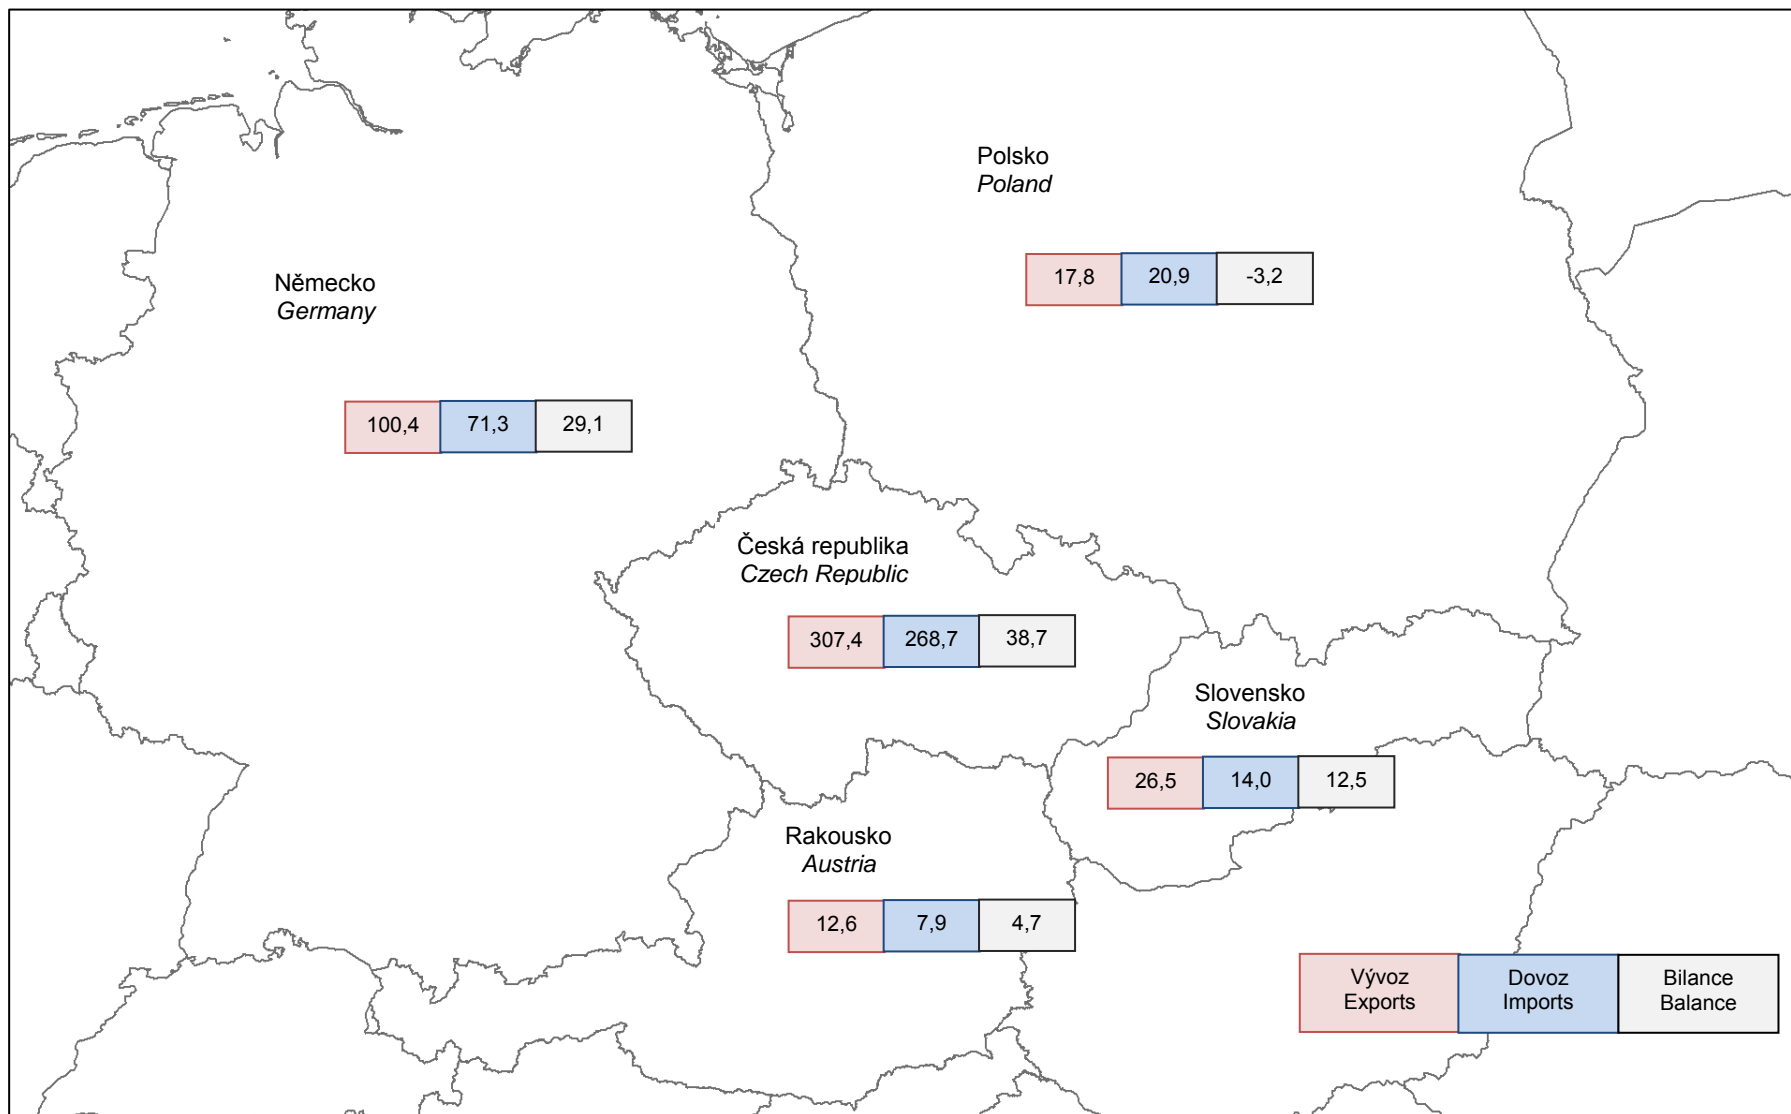 Polsko
Poland
17,8 20,9 -3,2
Německo
Germany
100,4 71,3 29,1
Česká republika
Czech Republic
307,4 268,7 38,7
Slovensko
Slovakia
26,5 14,0 12,5
Rakousko
Austria
12,6 7,9 4,7
Vývoz Dovoz Bilance
Exports Imports Balance